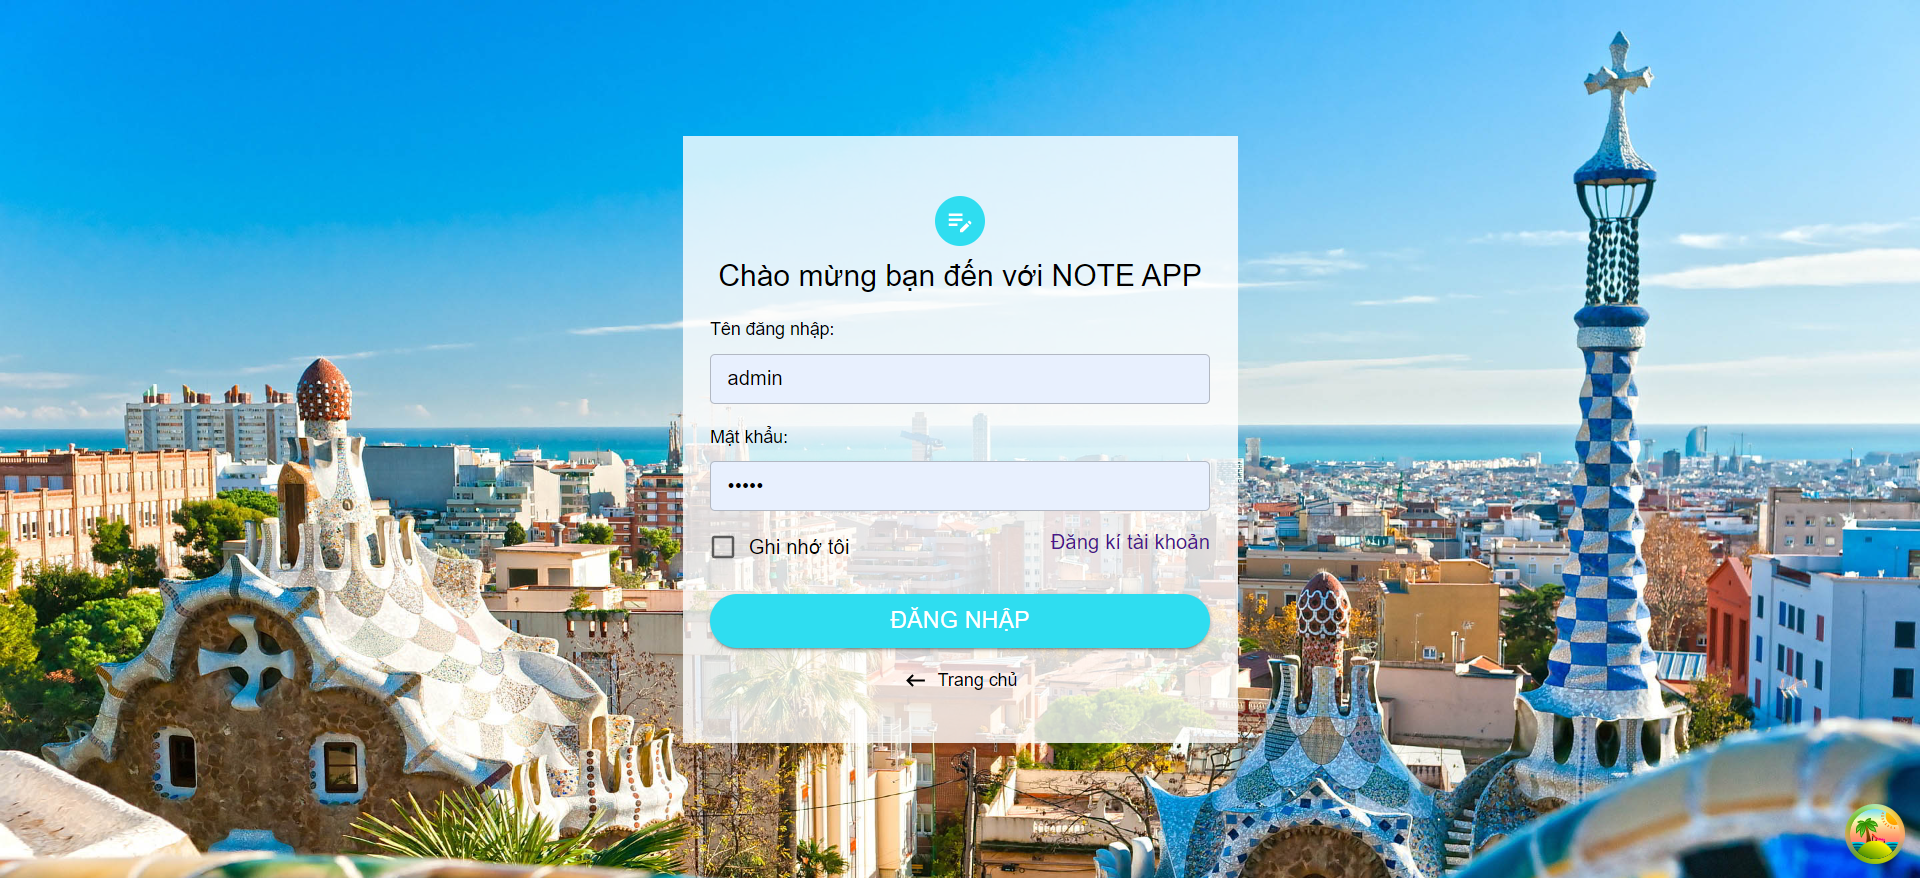 Chào mừng bạn đến với NOTE APP
Tên đăng nhập:
admin
Mật khẩu:
•••••
Ghi nhớ tôi
Đăng kí tài khoản
ĐĂNG NHẬP
Trang chủ